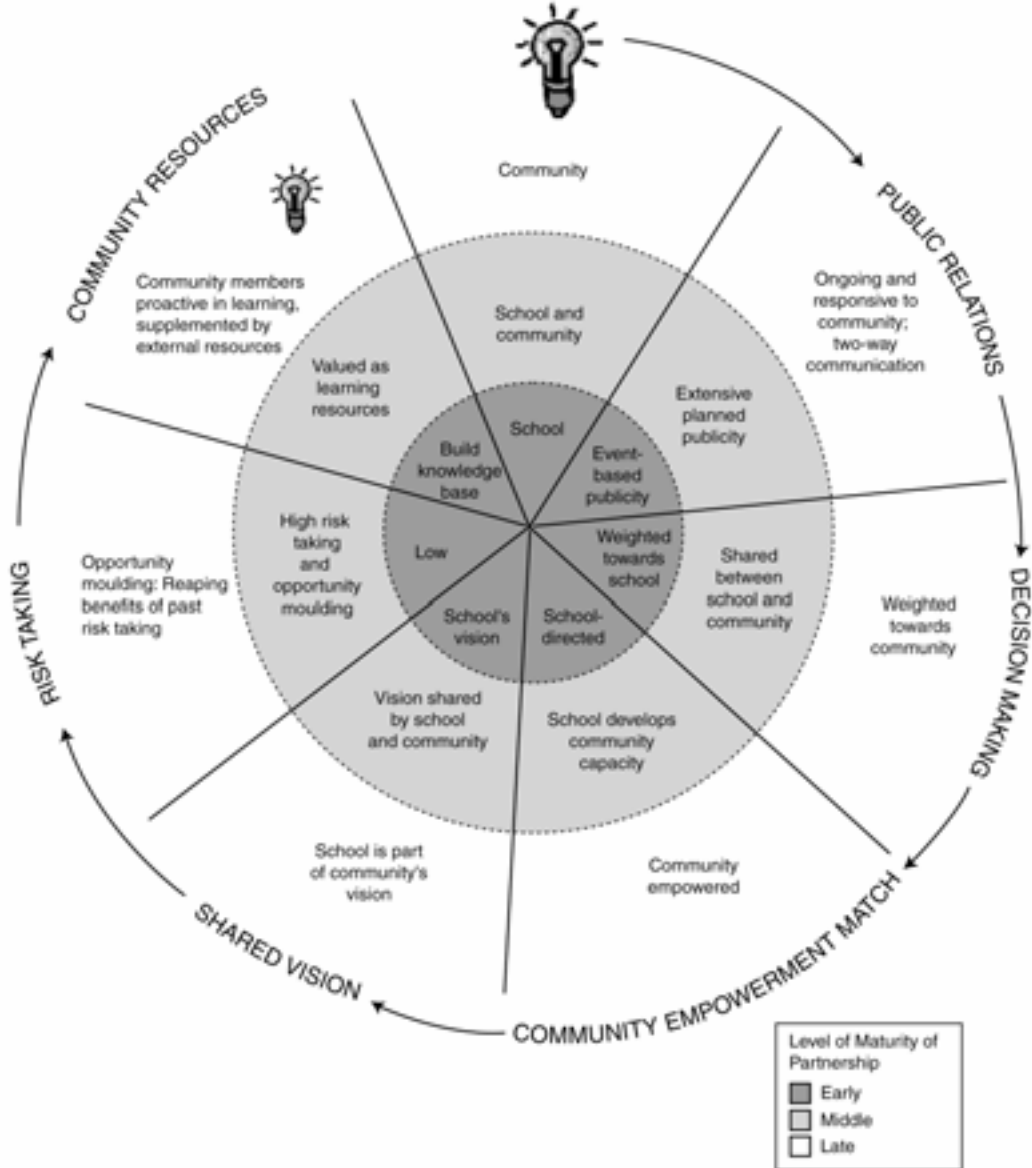 COMMUNITY RESOURCES
Community
PUBLIC RELATIONS
Community members
proactive in learning,
supplemented by
external resources
School and
community
Ongoing and
responsive to
community;
two-way
communication
Valued as
learning
resources
Extensive
planned
publicity
School
Build
knowledge
base
Event-
based
publicity
High risk
taking
and
opportunity
moulding
Low
Weighted
towards
school
Shared
between
school and
community
Opportunity
moulding: Reaping
benefits of past
risk taking
RISK TAKING
School's
vision
School-
directed
Weighted
towards
community
DECISION MAKING
Vision shared
by school
and community
School develops
community
capacity
School is part
of community's
vision
Community
empowered
SHARED VISION
COMMUNITY EMPOWERMENT MATCH
Level of Maturity of
Partnership
Early
Middle
Late